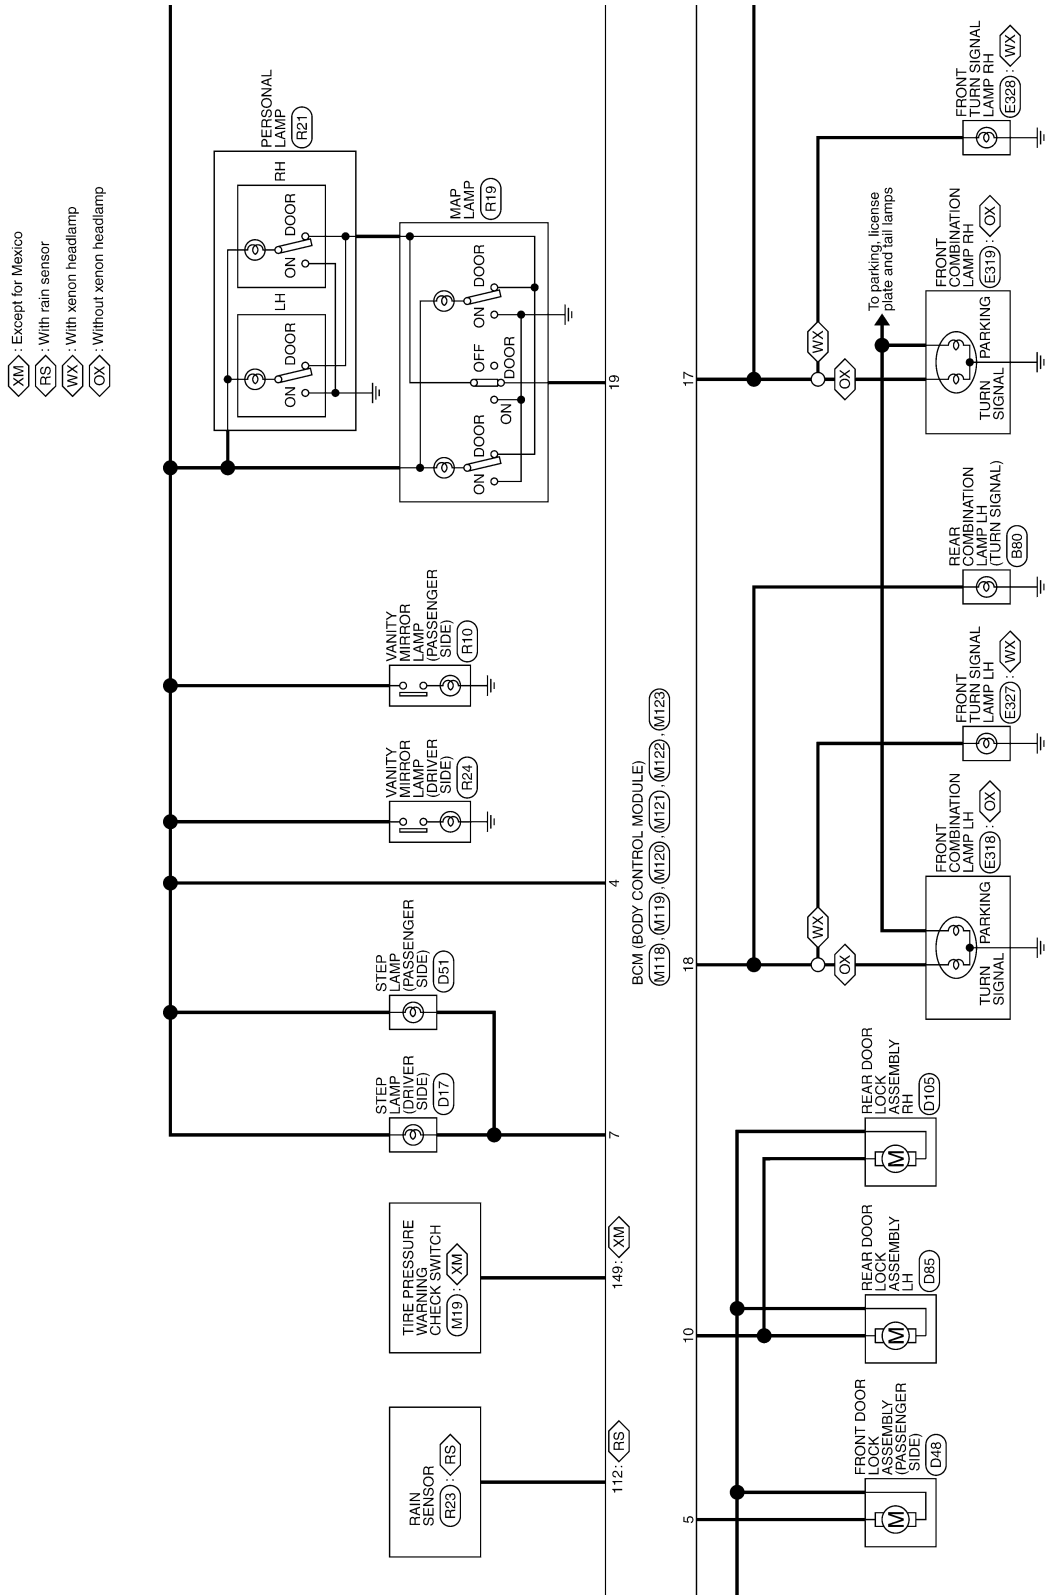 XM : Except for Mexico
RS : With rain sensor
WX : With xenon headlamp
OX : Without xenon headlamp
RAIN
SENSOR
R23 : RS
112: RS
TIRE PRESSURE
WARNING
CHECK SWITCH
M19 : XM
149: XM
STEP
LAMP
(DRIVER
SIDE)
D17
7
STEP
LAMP
(PASSENGER
SIDE)
D51
4
VANITY
MIRROR
LAMP
(DRIVER
SIDE)
R24
VANITY
MIRROR
LAMP
(PASSENGER
SIDE)
R10
PERSONAL
LAMP
R21
LH
ON
DOOR
RH
ON
DOOR
MAP
LAMP
R19
ON
DOOR
ON
DOOR
OFF
ON
DOOR
19
BCM (BODY CONTROL MODULE)
M118 , M119 , M120 , M121 , M122 , M123
5
FRONT DOOR
LOCK
ASSEMBLY
(PASSENGER
SIDE)
D48
M
10
REAR DOOR
LOCK
ASSEMBLY
LH
D85
M
REAR DOOR
LOCK
ASSEMBLY
RH
D105
M
18
WX
OX
FRONT
COMBINATION
LAMP LH
E318 : OX
TURN
SIGNAL
PARKING
FRONT
TURN SIGNAL
LAMP LH
E327 : WX
REAR
COMBINATION
LAMP LH
(TURN SIGNAL)
B80
17
WX
OX
To parking, license
plate and tail lamps
FRONT
COMBINATION
LAMP RH
E319 : OX
TURN
SIGNAL
PARKING
FRONT
TURN SIGNAL
LAMP RH
E328 : WX